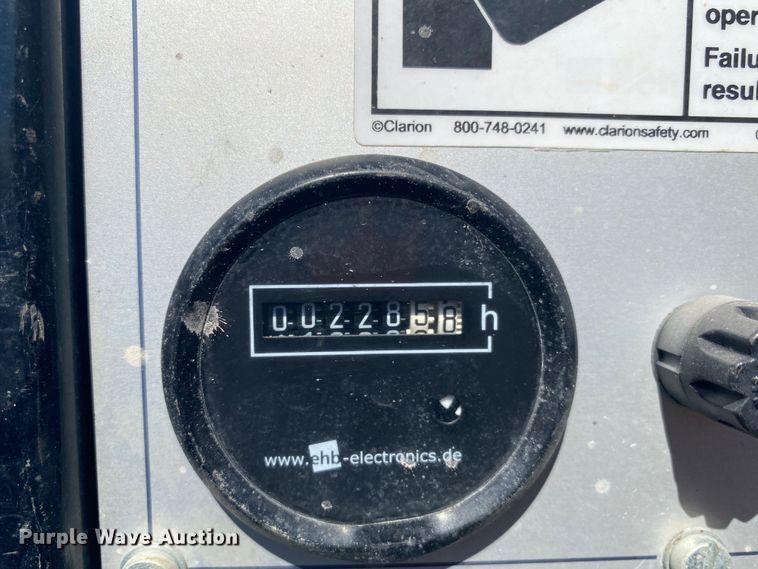 oper
Failu
resul
©Clarion 800-748-0241 www.clarionsafety.com
0022858 h
www.ehb-electronics.de
Purple Wave Auction